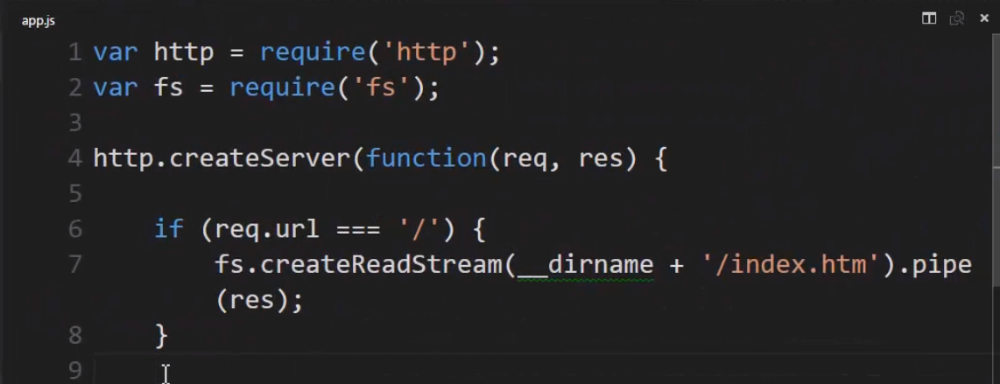 app.js
1 var http = require('http');
2 var fs = require('fs');
3
4 http.createServer(function(req, res) {
5
6     if (req.url === '/') {
7         fs.createReadStream(__dirname + '/index.htm').pipe
          (res);
8     }
9